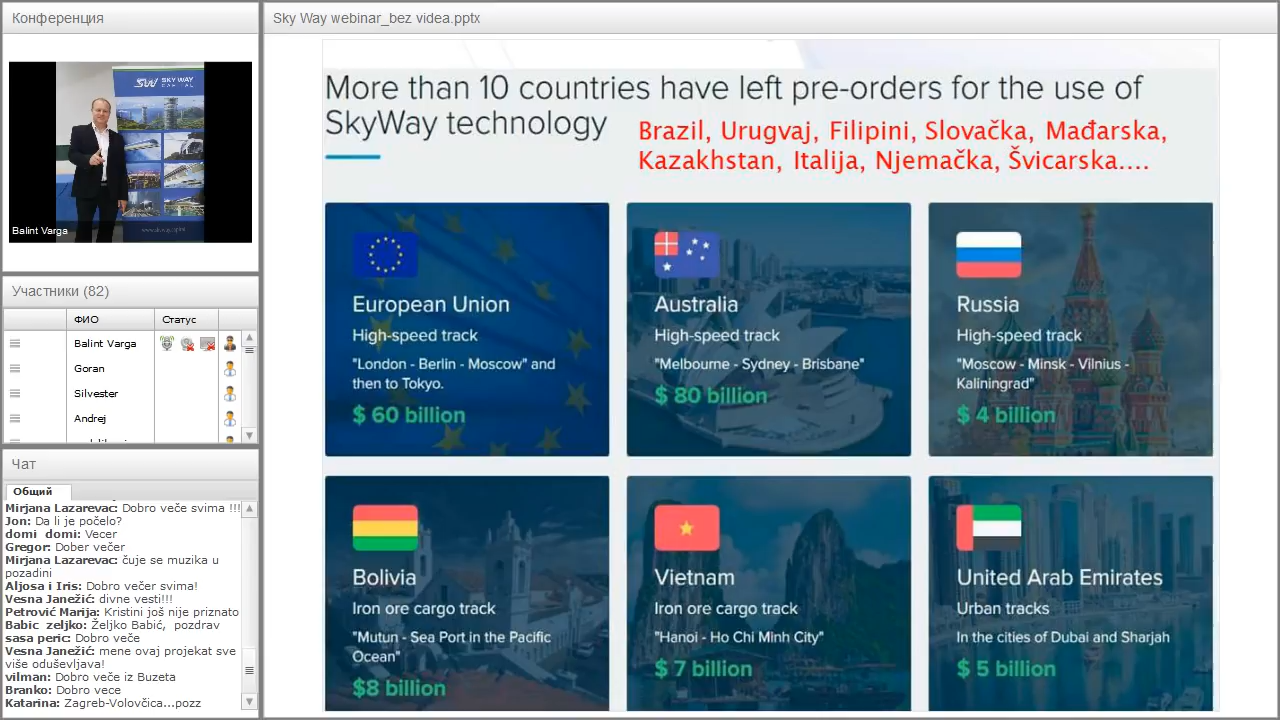 Конференция
SKY WAY
CAPITAL
Balint Varga
Участники (82)
ФИО
Статус
Balint Varga
Goran
Silvester
Andrej
Чат
Общий
Mirjana Lazarevac: Dobro veče svima !!!
Jon: Da li je počelo?
domi domi: Vecer
Gregor: Dober večer
Mirjana Lazarevac: čuje se muzika u
pozadini
Aljosa i Iris: Dobro večer svima!
Vesna Janežić: divne vesti!!!
Petrović Marija: Kristini još nije priznato
Babic zeljko: Željko Babić, pozdrav
sasa peric: Dobro veče
Vesna Janežić: mene ovaj projekat sve
više oduševljava!
vilman: Dobro veče iz Buzeta
Branko: Dobro vece
Katarina: Zagreb-Volovcica...pozz
Sky Way webinar_bez videa.pptx
More than 10 countries have left pre-orders for the use of
SkyWay technology
Brazil, Urugvaj, Filipini, Slovačka, Mađarska,
Kazakhstan, Italija, Njemačka, Švicarska....
European Union
High-speed track
"London - Berlin - Moscow" and
then to Tokyo.
$ 60 billion
Australia
High-speed track
"Melbourne - Sydney - Brisbane"
$ 80 billion
Russia
High-speed track
"Moscow - Minsk - Vilnius -
Kaliningrad"
$ 4 billion
Bolivia
Iron ore cargo track
"Mutun - Sea Port in the Pacific
Ocean"
$8 billion
Vietnam
Iron ore cargo track
"Hanoi - Ho Chi Minh City"
$ 7 billion
United Arab Emirates
Urban tracks
In the cities of Dubai and Sharjah
$ 5 billion